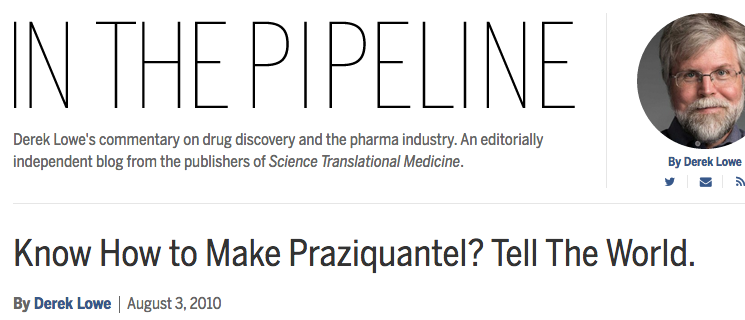 IN THE PIPELINE
Derek Lowe's commentary on drug discovery and the pharma industry. An editorially
independent blog from the publishers of Science Translational Medicine.
By Derek Lowe
Know How to Make Praziquantel? Tell The World.
By Derek Lowe | August 3, 2010